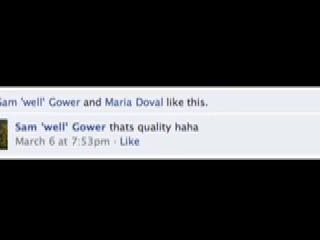 Sam 'well' Gower and Maria Doval like this.
Sam 'well' Gower thats quality haha
March 6 at 7:53pm · Like